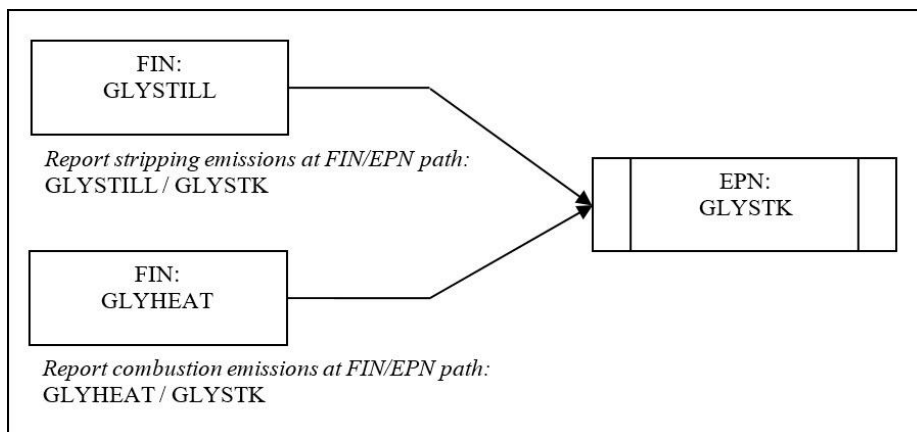 FIN:
GLYSTILL
Report stripping emissions at FIN/EPN path:
GLYSTILL / GLYSTK
EPN:
GLYSTK
FIN:
GLYHEAT
Report combustion emissions at FIN/EPN path:
GLYHEAT / GLYSTK